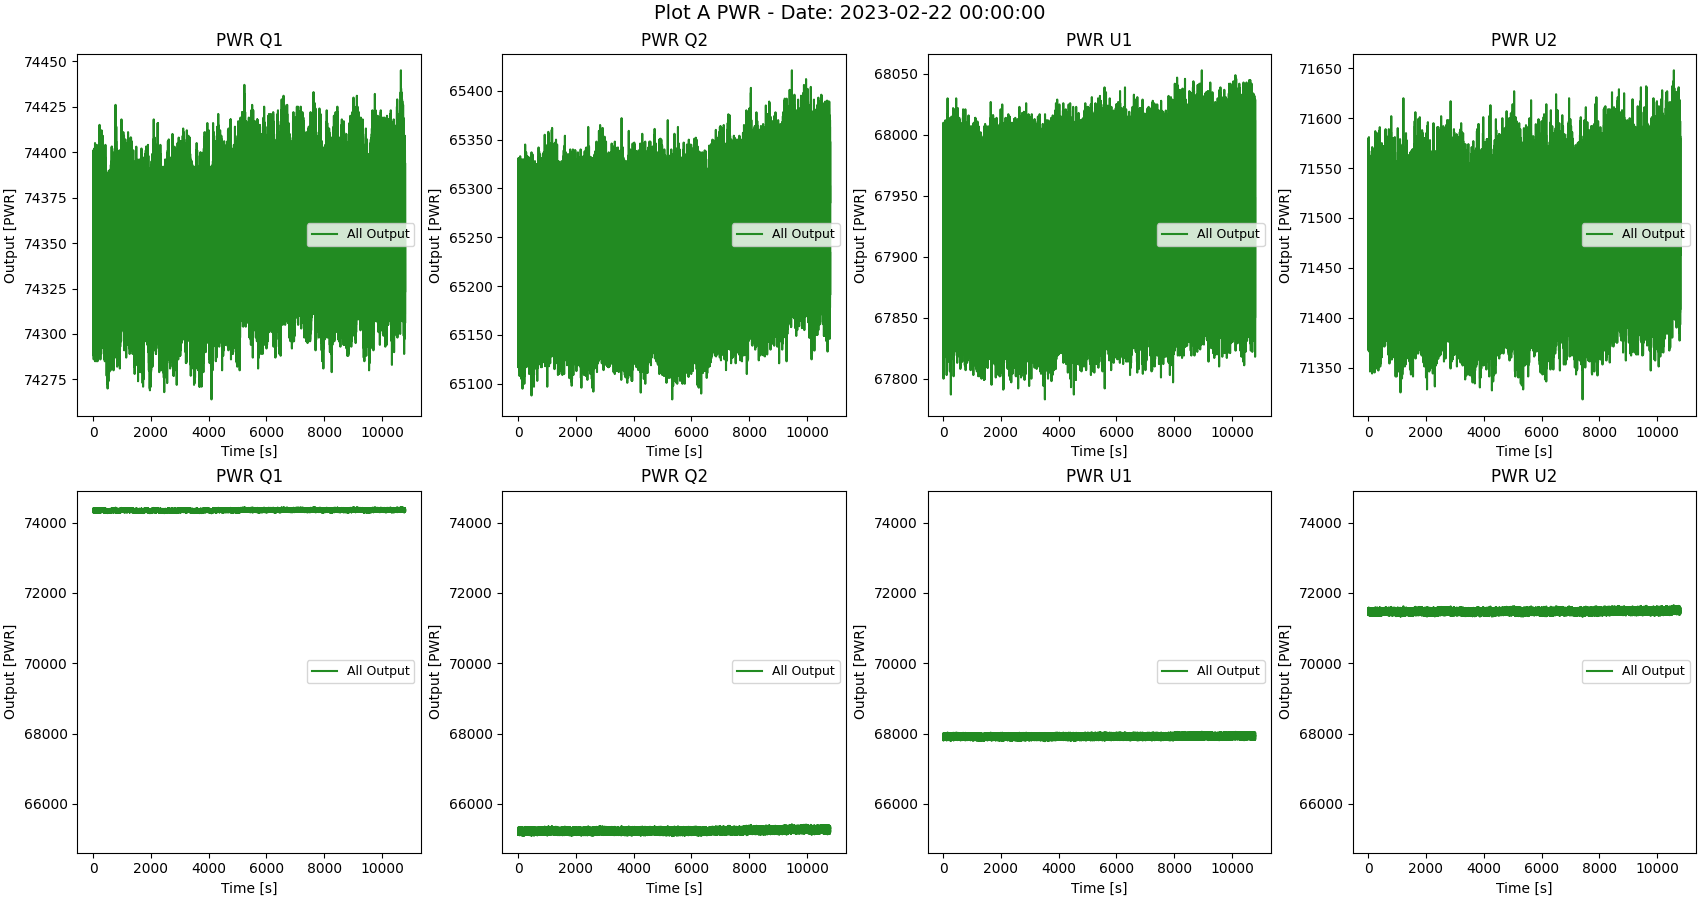 Plot A PWR - Date: 2023-02-22 00:00:00
PWR Q1
Output [PWR]
74450
74425
74400
74375
74350
74325
74300
74275
All Output
0 2000 4000 6000 8000 10000
Time [s]
PWR Q2
Output [PWR]
65400
65350
65300
65250
65200
65150
65100
All Output
0 2000 4000 6000 8000 10000
Time [s]
PWR U1
Output [PWR]
68050
68000
67950
67900
67850
67800
All Output
0 2000 4000 6000 8000 10000
Time [s]
PWR U2
Output [PWR]
71650
71600
71550
71500
71450
71400
71350
All Output
0 2000 4000 6000 8000 10000
Time [s]
PWR Q1
Output [PWR]
74000
72000
70000
68000
66000
All Output
0 2000 4000 6000 8000 10000
Time [s]
PWR Q2
Output [PWR]
74000
72000
70000
68000
66000
All Output
0 2000 4000 6000 8000 10000
Time [s]
PWR U1
Output [PWR]
74000
72000
70000
68000
66000
All Output
0 2000 4000 6000 8000 10000
Time [s]
PWR U2
Output [PWR]
74000
72000
70000
68000
66000
All Output
0 2000 4000 6000 8000 10000
Time [s]